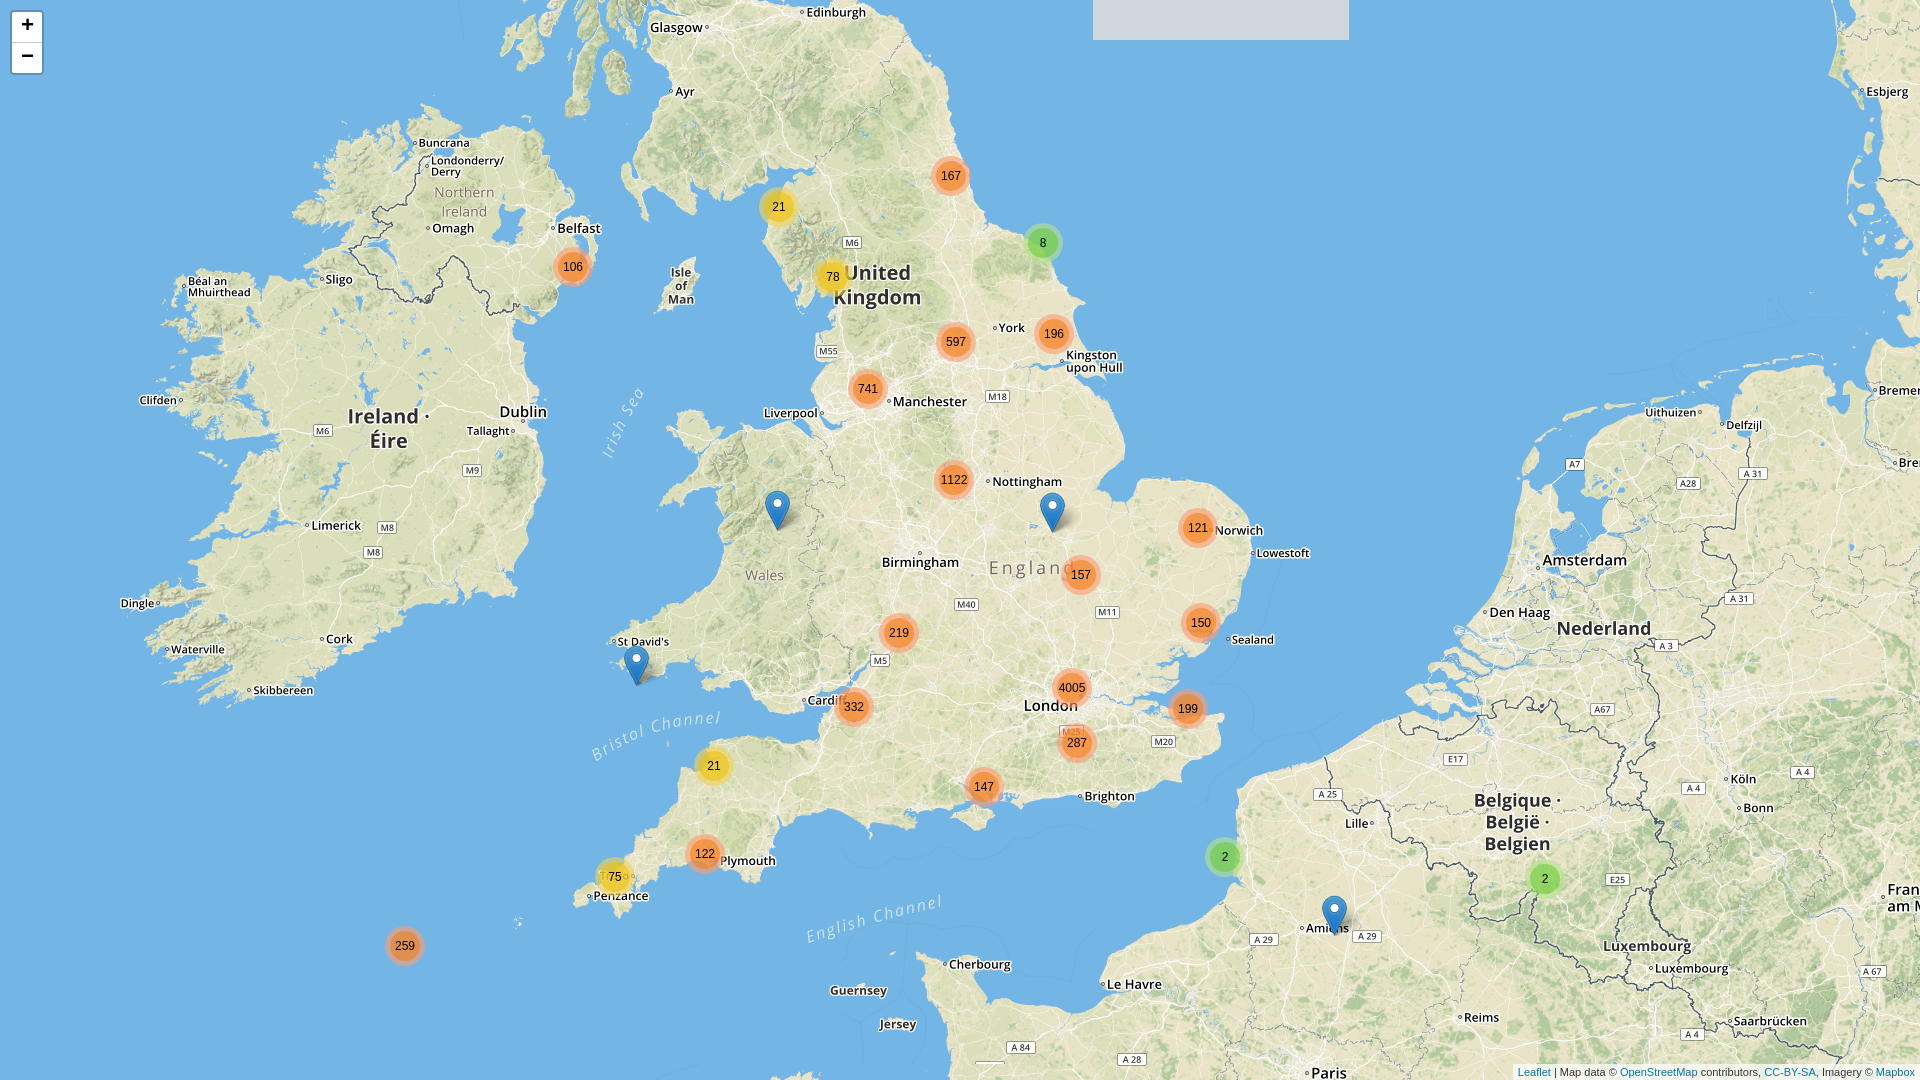 +
−
Glasgow
Edinburgh
Ayr
Esbjerg
Buncrana
Londonderry/
Derry
Northern
Ireland
Omagh
Belfast
106
167
21
8
M6
78
United
Kingdom
Isle
of
Man
Béal an
Mhuirthead
Sligo
York
196
597
M55
Kingston
upon Hull
741
Manchester
M18
Liverpool
Clifden
Ireland ·
Éire
M6
Dublin
Tallaght
M9
Irish Sea
Uithuizen
Delfzijl
Bremer
A7
A 31
A28
Bre
1122
Nottingham
121
Norwich
Lowestoft
Limerick
M8
M8
Birmingham
England
157
Wales
Amsterdam
A 31
Den Haag
Nederland
A 3
M40
M11
150
Sealand
Dingle
Cork
Waterville
Skibbereen
St David's
219
M5
4005
London
199
Cardiff
332
M25
287
M20
Bristol Channel
A67
E17
21
147
Brighton
A 25
Lille
Belgique ·
België ·
Belgien
Köln
A 4
A 4
Bonn
122
Plymouth
75
Penzance
2
2
E25
Fran
am M
259
English Channel
Amiens
A 29
A 29
Luxembourg
Luxembourg
A 67
Cherbourg
Guernsey
Le Havre
Jersey
Reims
Saarbrücken
A 84
A 28
A 4
Paris
Leaflet | Map data © OpenStreetMap contributors, CC-BY-SA, Imagery © Mapbox